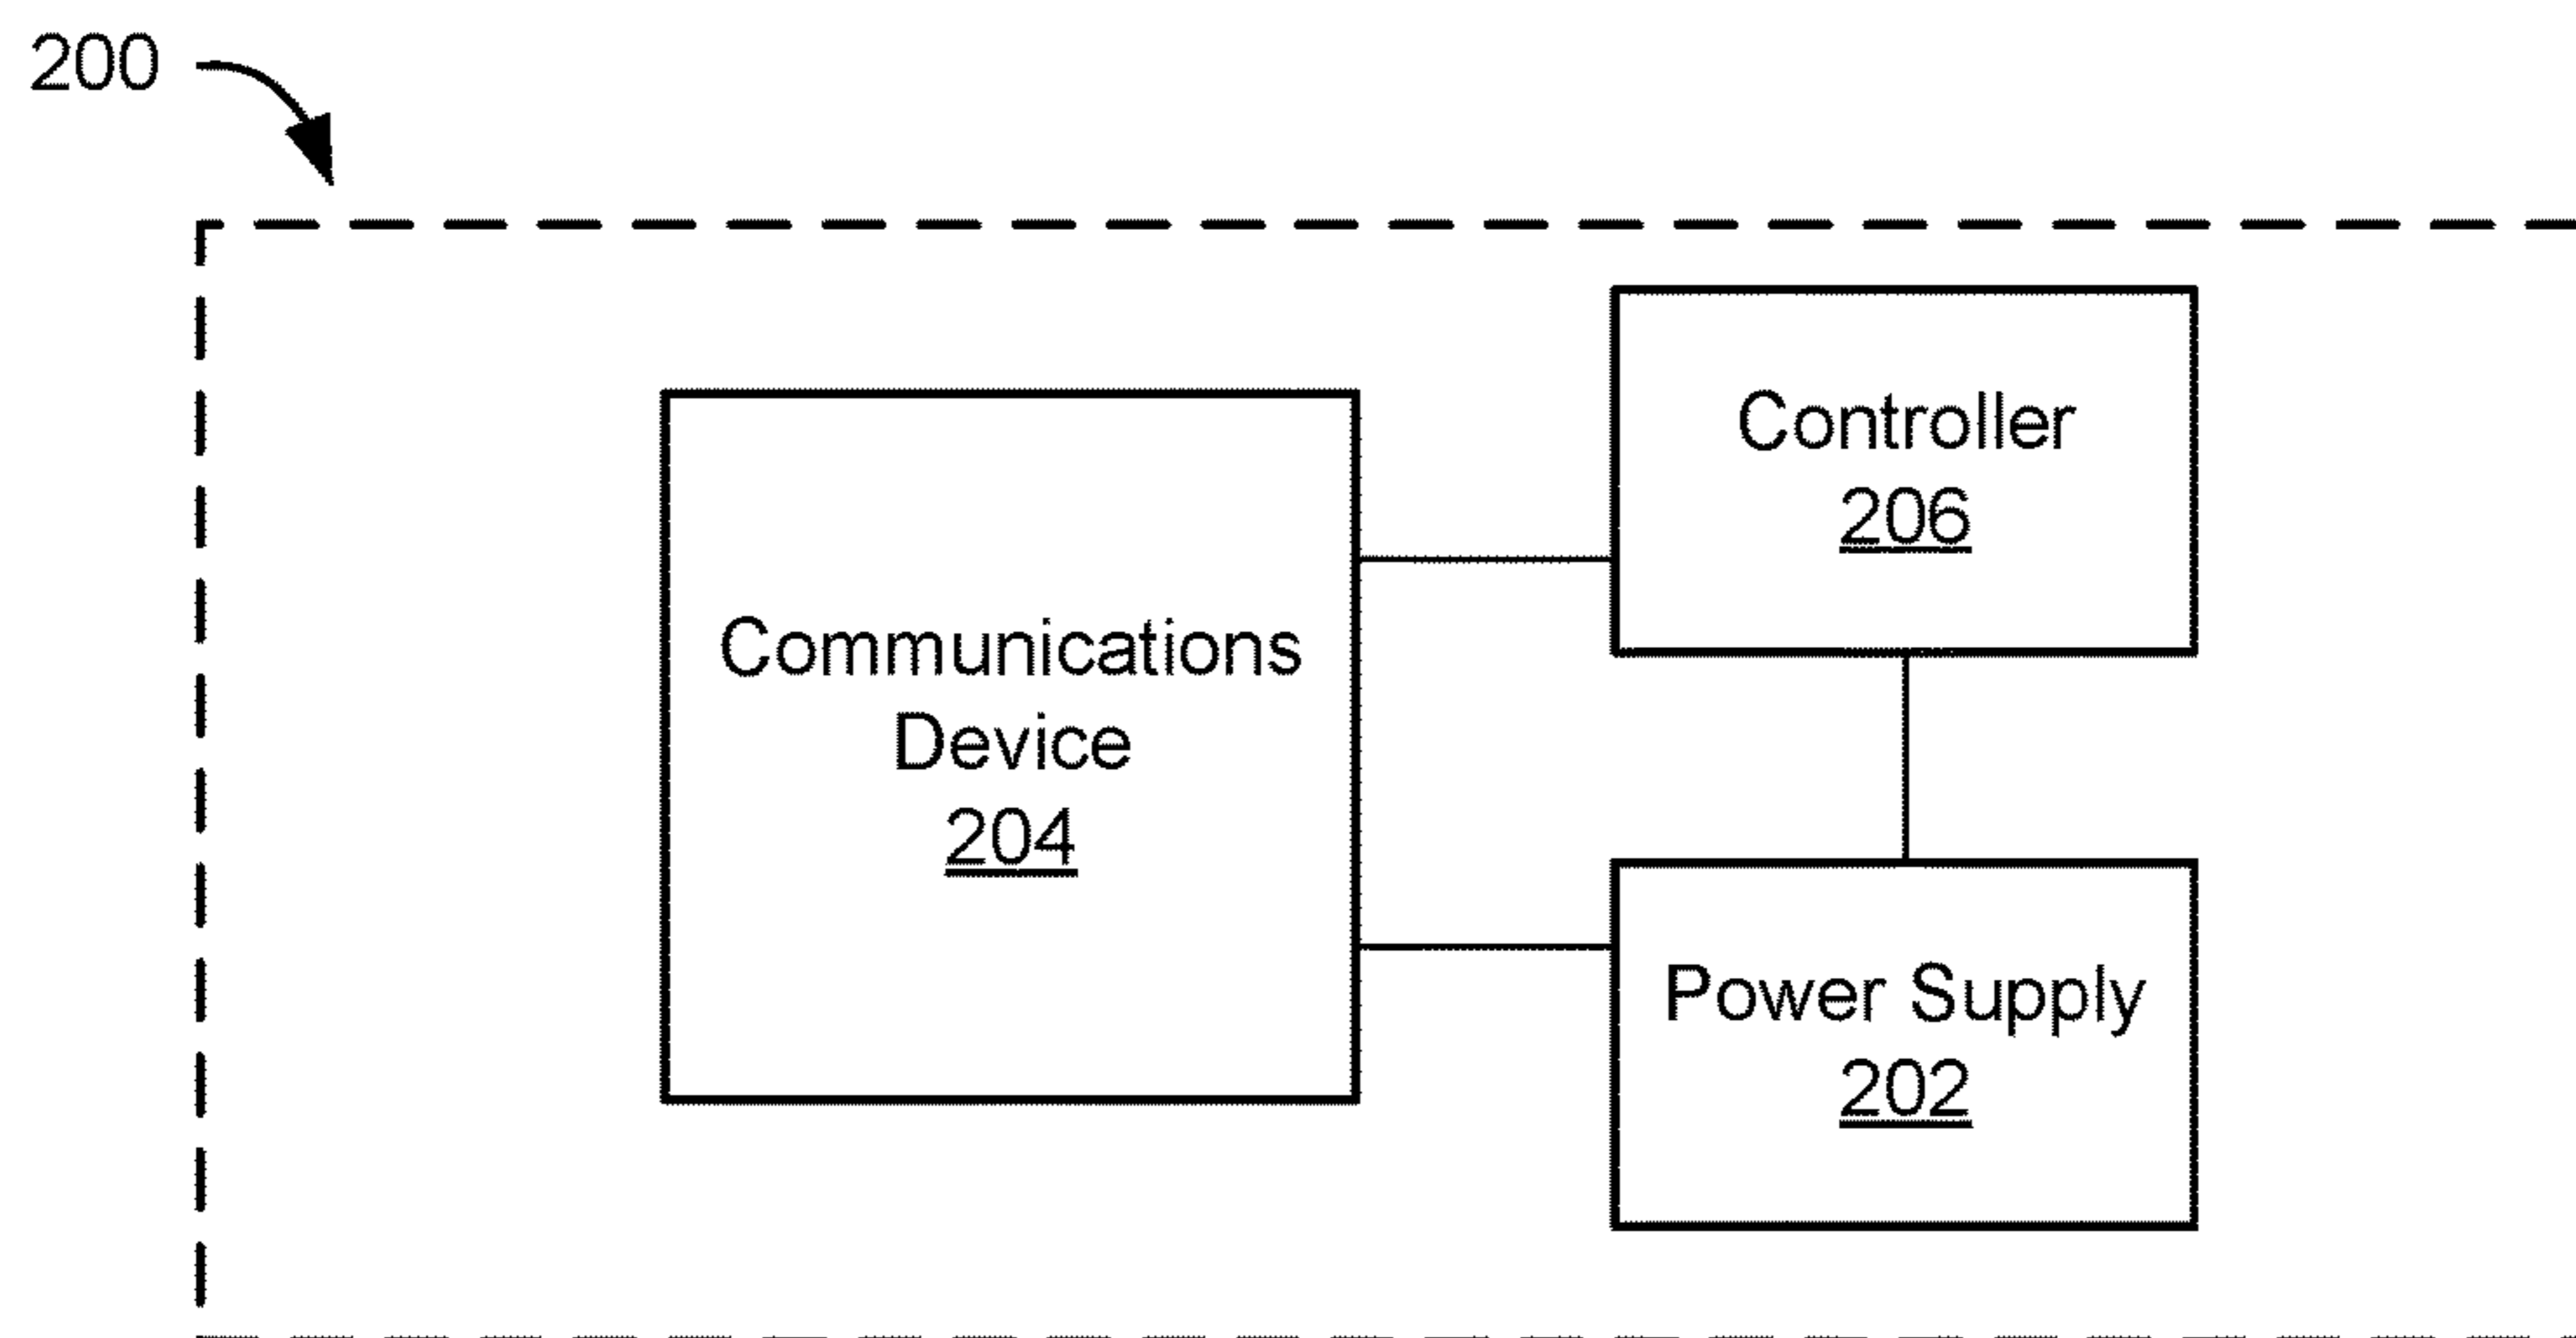 200
Controller
206
Communications
Device
204
Power Supply
202